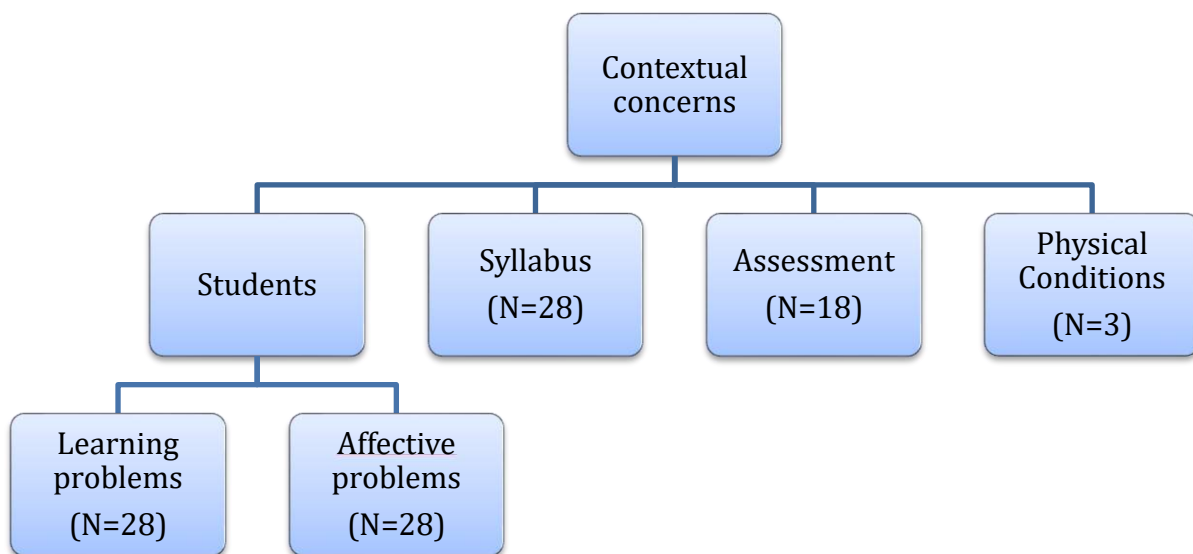 Contextual
concerns
Students
Syllabus
(N=28)
Assessment
(N=18)
Physical
Conditions
(N=3)
Learning
problems
(N=28)
Affective
problems
(N=28)